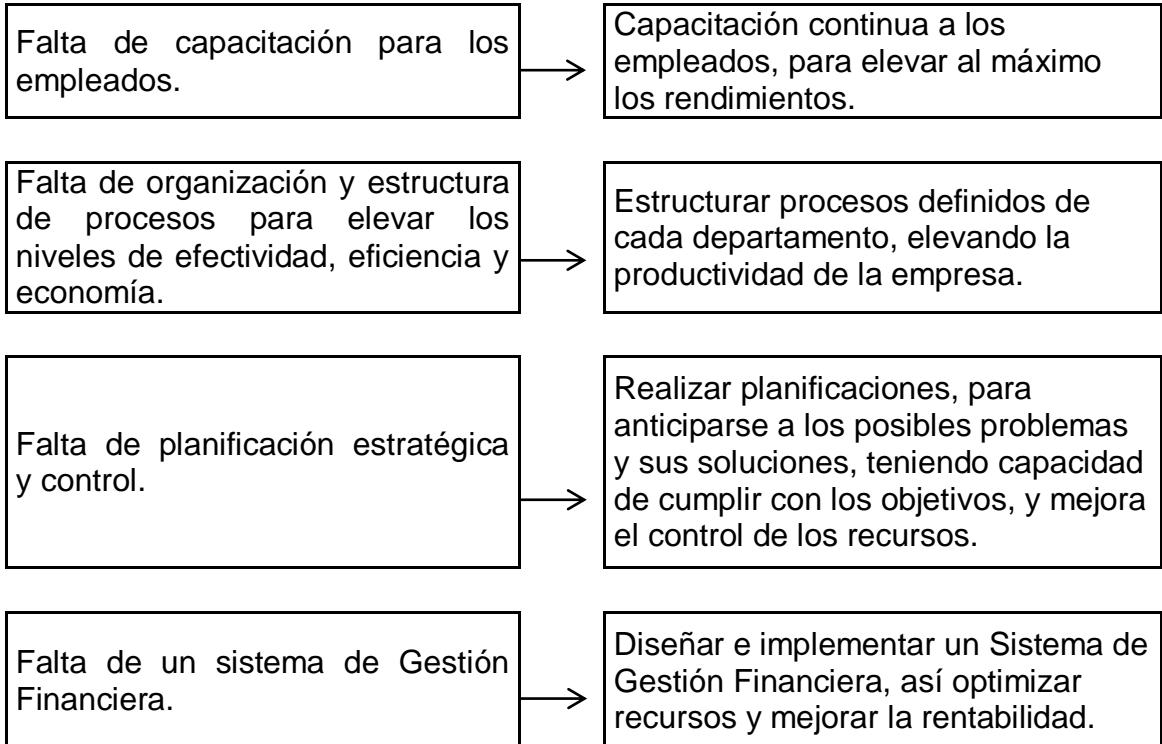 Falta de capacitación para los
empleados.
Capacitación continua a los
empleados, para elevar al máximo
los rendimientos.
Falta de organización y estructura
de procesos para elevar los
niveles de efectividad, eficiencia y
economía.
Estructurar procesos definidos de
cada departamento, elevando la
productividad de la empresa.
Falta de planificación estratégica
y control.
Realizar planificaciones, para
anticiparse a los posibles problemas
y sus soluciones, teniendo capacidad
de cumplir con los objetivos, y mejora
el control de los recursos.
Falta de un sistema de Gestión
Financiera.
Diseñar e implementar un Sistema de
Gestión Financiera, así optimizar
recursos y mejorar la rentabilidad.